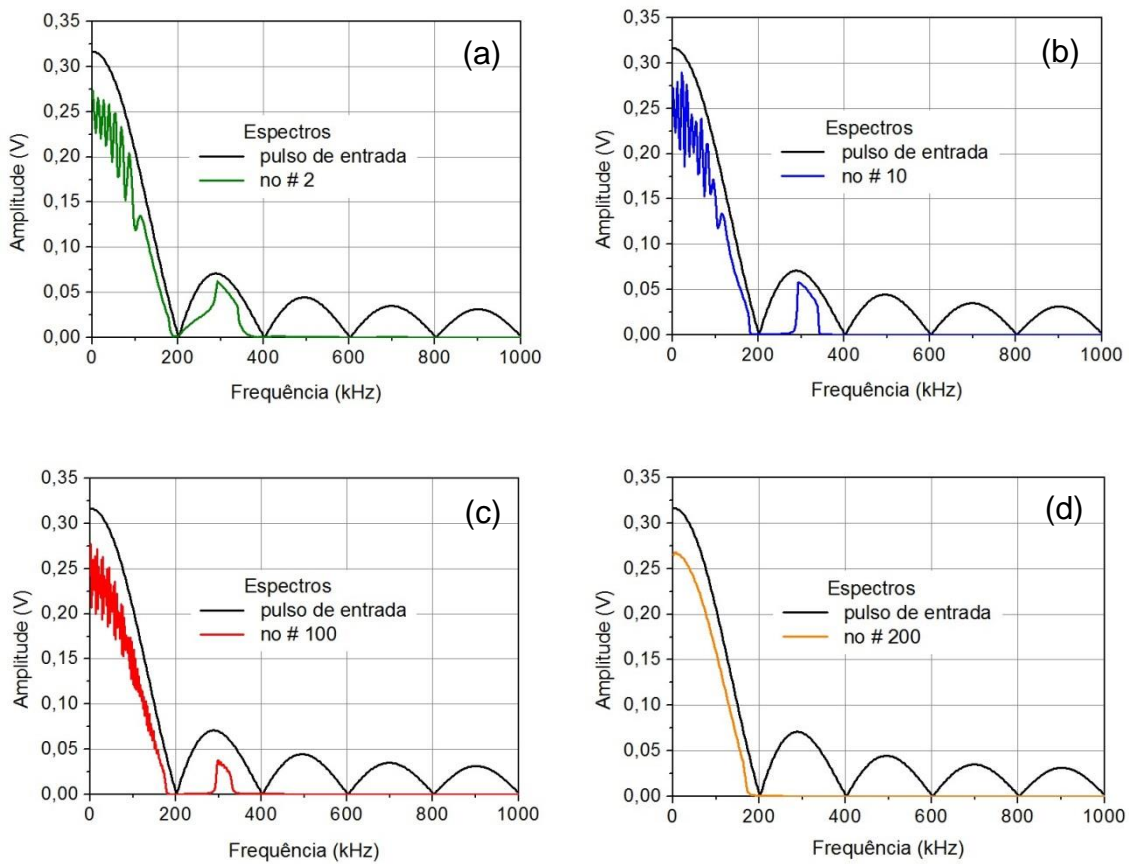 (a)
0,35
0,30
0,25
0,20
0,15
0,10
0,05
0,00
Amplitude (V)
Espectros
pulso de entrada
no # 2
0 200 400 600 800 1000
Frequência (kHz)
(b)
0,35
0,30
0,25
0,20
0,15
0,10
0,05
0,00
Amplitude (V)
Espectros
pulso de entrada
no # 10
0 200 400 600 800 1000
Frequência (kHz)
(c)
0,35
0,30
0,25
0,20
0,15
0,10
0,05
0,00
Amplitude (V)
Espectros
pulso de entrada
no # 100
0 200 400 600 800 1000
Frequência (kHz)
(d)
0,35
0,30
0,25
0,20
0,15
0,10
0,05
0,00
Amplitude (V)
Espectros
pulso de entrada
no # 200
0 200 400 600 800 1000
Frequência (kHz)